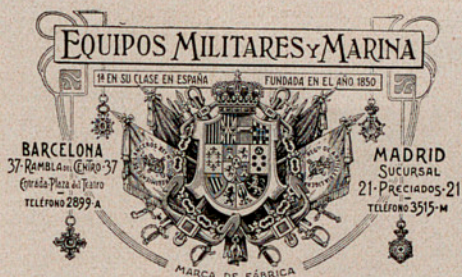 EQUIPOS MILITARES Y MARINA
1ª EN SU CLASE EN ESPAÑA
FUNDADA EN EL AÑO 1850
BARCELONA
37·RAMBLA DEL CENTRO·37
Entrada·Plaza del Teatro
TELÉFONO 2899·A
MADRID
SUCURSAL
21·PRECIADOS·21
TELÉFONO 3515·M
MARCA DE FÁBRICA